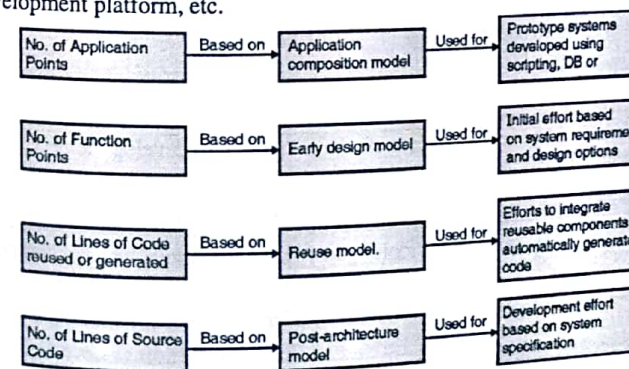 elopment platform, etc.
No. of Application
Points
Based on
Application
composition model
Used for
Prototype systems
developed using
scripting, DB or
No. of Function
Points
Based on
Early design model
Used for
Initial effort based
on system requireme
and design options
No. of Lines of Code
reused or generated
Based on
Reuse model.
Used for
Efforts to integrate
reusable components
automatically generat
code
No. of Lines of Source
Code
Based on
Post-architecture
model
Used for
Development effort
based on system
specification